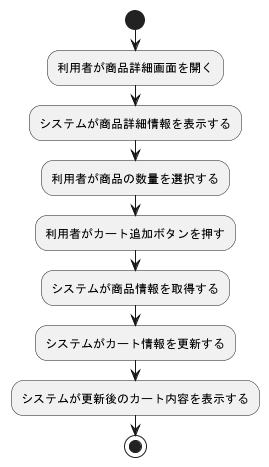 利用者が商品詳細画面を開く
システムが商品詳細情報を表示する
利用者が商品の数量を選択する
利用者がカート追加ボタンを押す
システムが商品情報を取得する
システムがカート情報を更新する
システムが更新後のカート内容を表示する